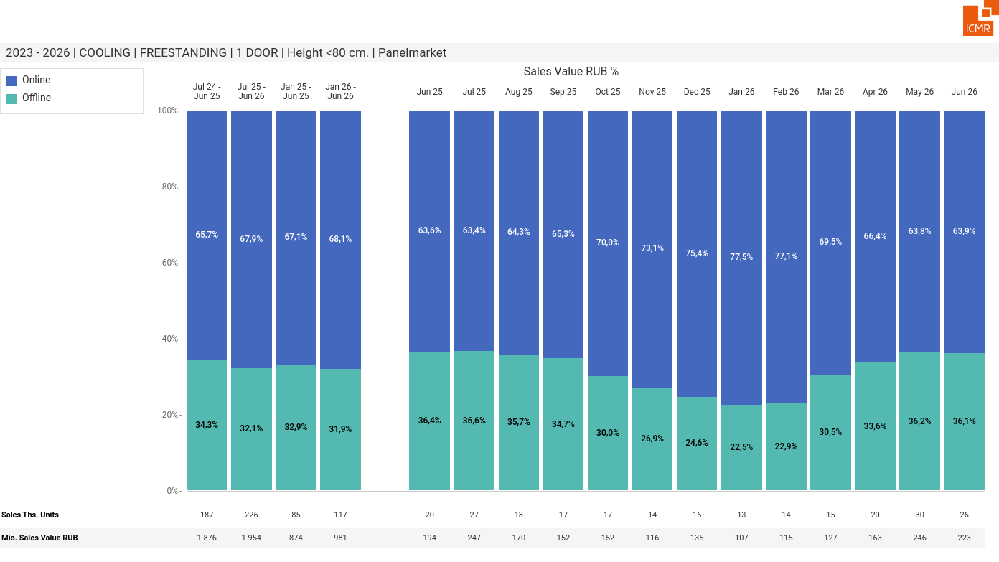 ICMR
2023 - 2026 | COOLING | FREESTANDING | 1 DOOR | Height <80 cm. | Panelmarket
Online
Offline
Sales Value RUB %
Jul 24 - Jun 25 Jul 25 - Jun 26 Jan 25 - Jun 25 Jan 26 - Jun 26 – Jun 25 Jul 25 Aug 25 Sep 25 Oct 25 Nov 25 Dec 25 Jan 26 Feb 26 Mar 26 Apr 26 May 26 Jun 26
100%
80%
60%
40%
20%
0%
65,7% 67,9% 67,1% 68,1% 63,6% 63,4% 64,3% 65,3% 70,0% 73,1% 75,4% 77,5% 77,1% 69,5% 66,4% 63,8% 63,9%
34,3% 32,1% 32,9% 31,9% 36,4% 36,6% 35,7% 34,7% 30,0% 26,9% 24,6% 22,5% 22,9% 30,5% 33,6% 36,2% 36,1%
Sales Ths. Units 187 226 85 117 - 20 27 18 17 17 14 16 13 14 15 20 30 26
Mio. Sales Value RUB 1 876 1 954 874 981 - 194 247 170 152 152 116 135 107 115 127 163 246 223